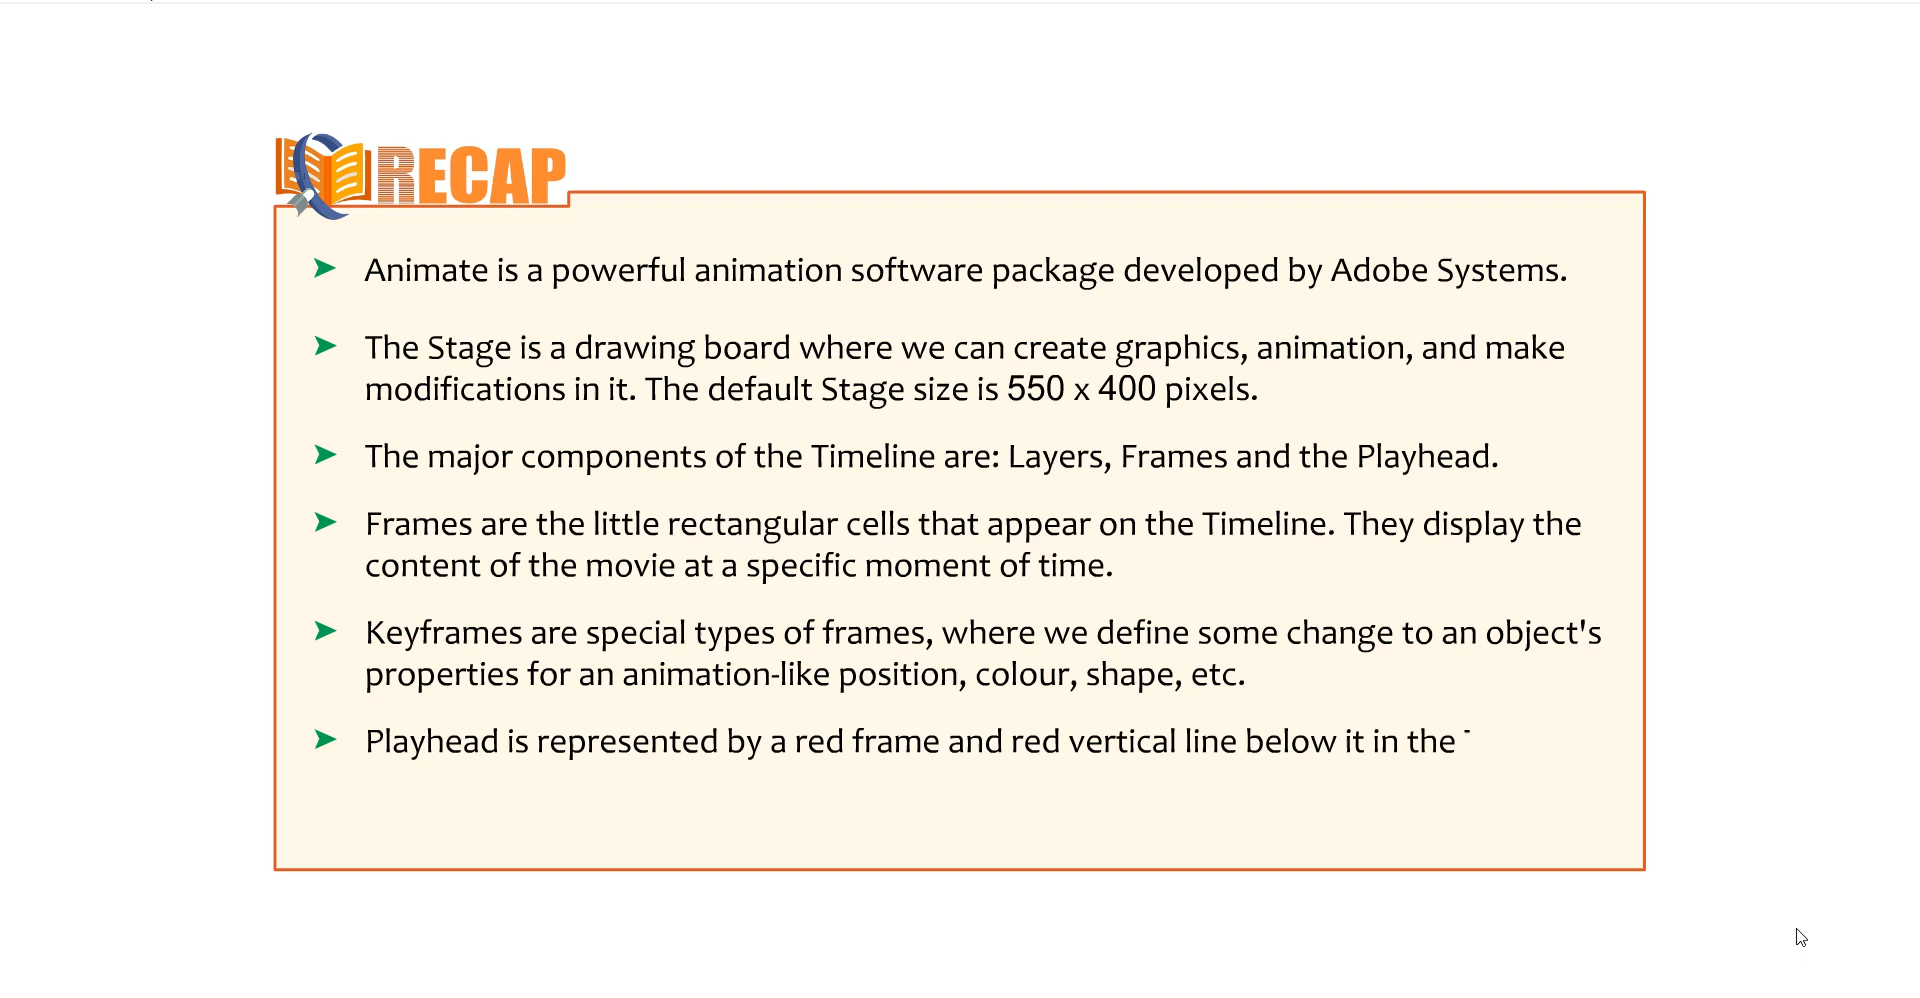 RECAP
➤ Animate is a powerful animation software package developed by Adobe Systems.
➤ The Stage is a drawing board where we can create graphics, animation, and make
modifications in it. The default Stage size is 550 x 400 pixels.
➤ The major components of the Timeline are: Layers, Frames and the Playhead.
➤ Frames are the little rectangular cells that appear on the Timeline. They display the
content of the movie at a specific moment of time.
➤ Keyframes are special types of frames, where we define some change to an object's
properties for an animation-like position, colour, shape, etc.
➤ Playhead is represented by a red frame and red vertical line below it in the